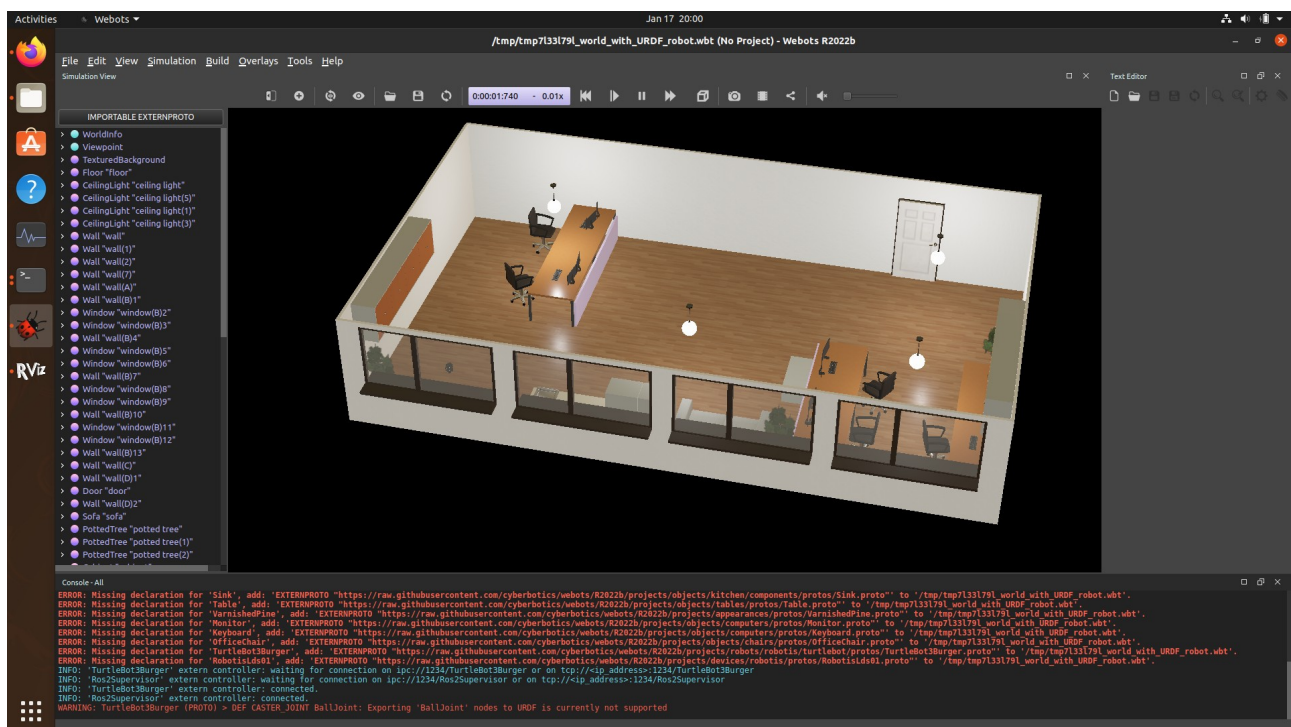 Activities
Webots
Jan 17 20:00
/tmp/tmp7l33l79l_world_with_URDF_robot.wbt (No Project) - Webots R2022b
File Edit View Simulation Build Overlays Tools Help
Simulation View
Text Editor
0:00:01:740 - 0.01x
IMPORTABLE EXTERNPROTO
WorldInfo
Viewpoint
TexturedBackground
Floor "floor"
CeilingLight "ceiling light"
CeilingLight "ceiling light(5)"
CeilingLight "ceiling light(1)"
CeilingLight "ceiling light(3)"
Wall "wall"
Wall "wall(1)"
Wall "wall(2)"
Wall "wall(7)"
Wall "wall(A)"
Wall "wall(B)1"
Window "window(B)2"
Window "window(B)3"
Wall "wall(B)4"
Window "window(B)5"
Window "window(B)6"
RViz
Wall "wall(B)7"
Window "window(B)8"
Window "window(B)9"
Wall "wall(B)10"
Window "window(B)11"
Window "window(B)12"
Wall "wall(B)13"
Wall "wall(C)"
Wall "wall(D)1"
Door "door"
Wall "wall(D)2"
Sofa "sofa"
PottedTree "potted tree"
PottedTree "potted tree(1)"
PottedTree "potted tree(2)"
Console - All
ERROR: Missing declaration for 'Sink', add: 'EXTERNPROTO "https://raw.githubusercontent.com/cyberbotics/webots/R2022b/projects/objects/kitchen/components/protos/Sink.proto"' to '/tmp/tmp7l33l79l_world_with_URDF_robot.wbt'.
ERROR: Missing declaration for 'Table', add: 'EXTERNPROTO "https://raw.githubusercontent.com/cyberbotics/webots/R2022b/projects/objects/tables/protos/Table.proto"' to '/tmp/tmp7l33l79l_world_with_URDF_robot.wbt'.
ERROR: Missing declaration for 'VarnishedPine', add: 'EXTERNPROTO "https://raw.githubusercontent.com/cyberbotics/webots/R2022b/projects/appearances/protos/VarnishedPine.proto"' to '/tmp/tmp7l33l79l_world_with_URDF_robot.wbt'.
ERROR: Missing declaration for 'Monitor', add: 'EXTERNPROTO "https://raw.githubusercontent.com/cyberbotics/webots/R2022b/projects/objects/computers/protos/Monitor.proto"' to '/tmp/tmp7l33l79l_world_with_URDF_robot.wbt'.
ERROR: Missing declaration for 'Keyboard', add: 'EXTERNPROTO "https://raw.githubusercontent.com/cyberbotics/webots/R2022b/projects/objects/computers/protos/Keyboard.proto"' to '/tmp/tmp7l33l79l_world_with_URDF_robot.wbt'.
ERROR: Missing declaration for 'OfficeChair', add: 'EXTERNPROTO "https://raw.githubusercontent.com/cyberbotics/webots/R2022b/projects/objects/chairs/protos/OfficeChair.proto"' to '/tmp/tmp7l33l79l_world_with_URDF_robot.wbt'.
ERROR: Missing declaration for 'TurtleBot3Burger', add: 'EXTERNPROTO "https://raw.githubusercontent.com/cyberbotics/webots/R2022b/projects/robots/robotis/turtlebot/protos/TurtleBot3Burger.proto"' to '/tmp/tmp7l33l79l_world_with_URDF_robot.wbt'.
ERROR: Missing declaration for 'RobotisLds01', add: 'EXTERNPROTO "https://raw.githubusercontent.com/cyberbotics/webots/R2022b/projects/devices/robotis/protos/RobotisLds01.proto"' to '/tmp/tmp7l33l79l_world_with_URDF_robot.wbt'.
INFO: 'TurtleBot3Burger' extern controller: waiting for connection on ipc://1234/TurtleBot3Burger or on tcp://<ip_address>:1234/TurtleBot3Burger
INFO: 'Ros2Supervisor' extern controller: waiting for connection on ipc://1234/Ros2Supervisor or on tcp://<ip_address>:1234/Ros2Supervisor
INFO: 'TurtleBot3Burger' extern controller: connected.
INFO: 'Ros2Supervisor' extern controller: connected.
WARNING: TurtleBot3Burger (PROTO) > DEF CASTER_JOINT BallJoint: Exporting 'BallJoint' nodes to URDF is currently not supported